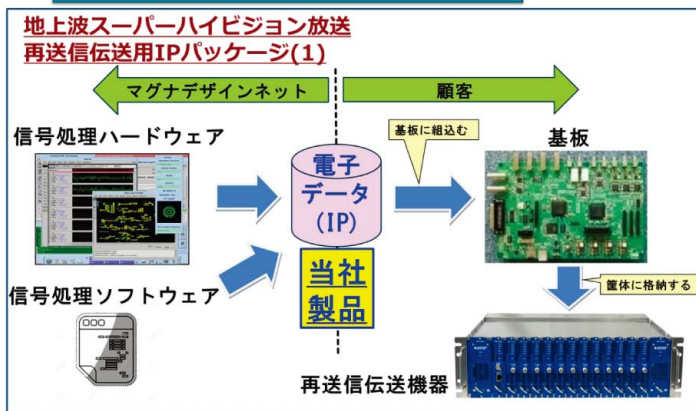 地上波スーパーハイビジョン放送
再送信伝送用IPパッケージ(1)
マグナデザインネット
顧客
信号処理ハードウェア
基板に組込む
基板
電子
データ
(IP)
信号処理ソフトウェア
当社
製品
筐体に格納する
再送信伝送機器